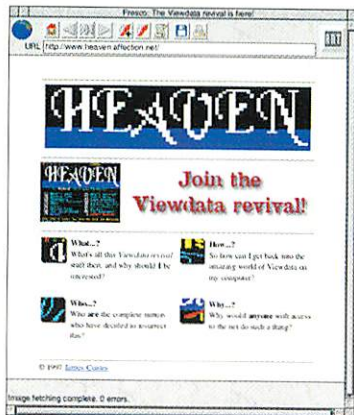 Fresco: The Viewdata revival is here!
URL http://www.heaven.affection.net/
HEAVEN
HEAVEN
Join the
Viewdata revival!
What...?
What's all this Viewdata revival
stuff then, and why should I be
interested?
How...?
So how can I get back into the
amazing world of Viewdata on
my computer?
Who...?
Who are the complete
who have decided to resurrect
this?
Why...?
Why would anyone with access
to the net do such a thing?
© 1997
Image fetching complete. 0 errors.